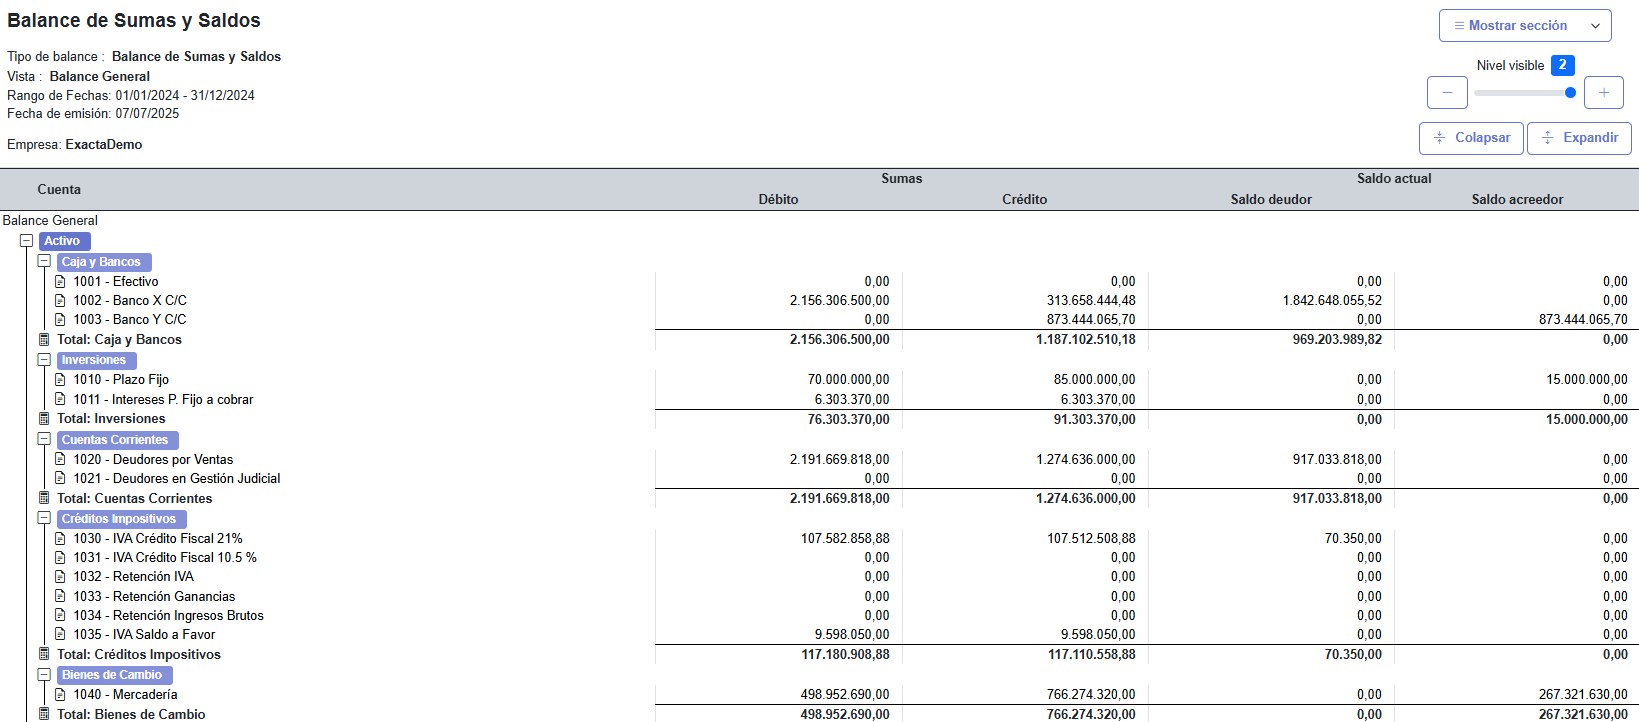 Balance de Sumas y Saldos
Mostrar sección
Tipo de balance : Balance de Sumas y Saldos
Vista : Balance General
Nivel visible 2
Rango de Fechas: 01/01/2024 - 31/12/2024
Fecha de emisión: 07/07/2025
Colapsar Expandir
Empresa: ExactaDemo
Cuenta Sumas Saldo actual
Débito Crédito Saldo deudor Saldo acreedor
Balance General
Activo
Caja y Bancos
1001 - Efectivo 0,00 0,00 0,00 0,00
1002 - Banco X C/C 2.156.306.500,00 313.658.444,48 1.842.648.055,52 0,00
1003 - Banco Y C/C 0,00 873.444.065,70 0,00 873.444.065,70
Total: Caja y Bancos 2.156.306.500,00 1.187.102.510,18 969.203.989,82 0,00
Inversiones
1010 - Plazo Fijo 70.000.000,00 85.000.000,00 0,00 15.000.000,00
1011 - Intereses P. Fijo a cobrar 6.303.370,00 6.303.370,00 0,00 0,00
Total: Inversiones 76.303.370,00 91.303.370,00 0,00 15.000.000,00
Cuentas Corrientes
1020 - Deudores por Ventas 2.191.669.818,00 1.274.636.000,00 917.033.818,00 0,00
1021 - Deudores en Gestión Judicial 0,00 0,00 0,00 0,00
Total: Cuentas Corrientes 2.191.669.818,00 1.274.636.000,00 917.033.818,00 0,00
Créditos Impositivos
1030 - IVA Crédito Fiscal 21% 107.582.858,88 107.512.508,88 70.350,00 0,00
1031 - IVA Crédito Fiscal 10.5 % 0,00 0,00 0,00 0,00
1032 - Retención IVA 0,00 0,00 0,00 0,00
1033 - Retención Ganancias 0,00 0,00 0,00 0,00
1034 - Retención Ingresos Brutos 0,00 0,00 0,00 0,00
1035 - IVA Saldo a Favor 9.598.050,00 9.598.050,00 0,00 0,00
Total: Créditos Impositivos 117.180.908,88 117.110.558,88 70.350,00 0,00
Bienes de Cambio
1040 - Mercadería 498.952.690,00 766.274.320,00 0,00 267.321.630,00
Total: Bienes de Cambio 498.952.690,00 766.274.320,00 0,00 267.321.630,00